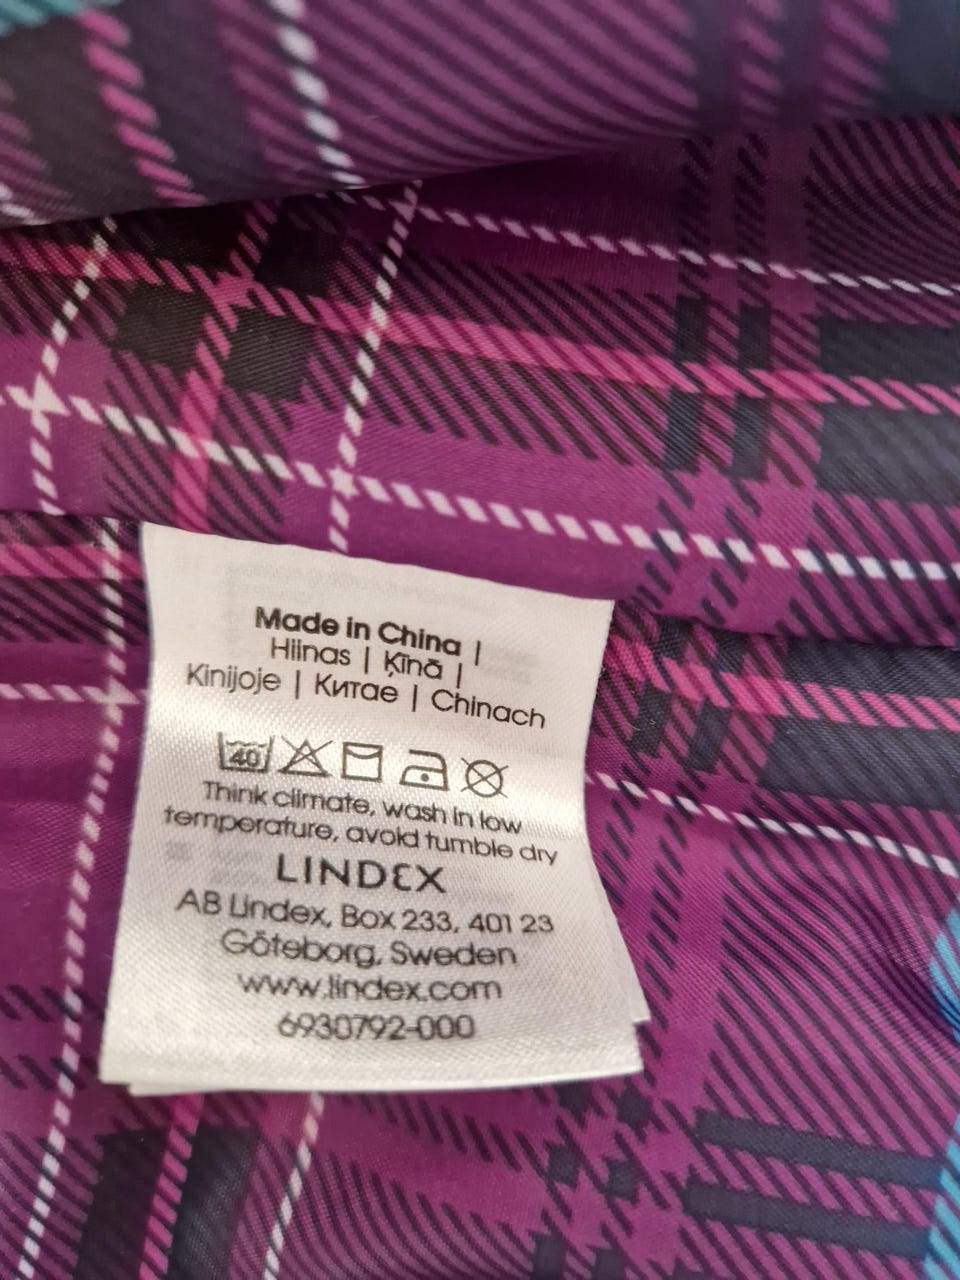 Made in China |
Hiinas | Ķīnā |
Kinijoje | Китае | Chinach
40
Think climate, wash in low
temperature, avoid tumble dry
LINDEX
AB Lindex, Box 233, 401 23
Göteborg, Sweden
www.lindex.com
6930792-000